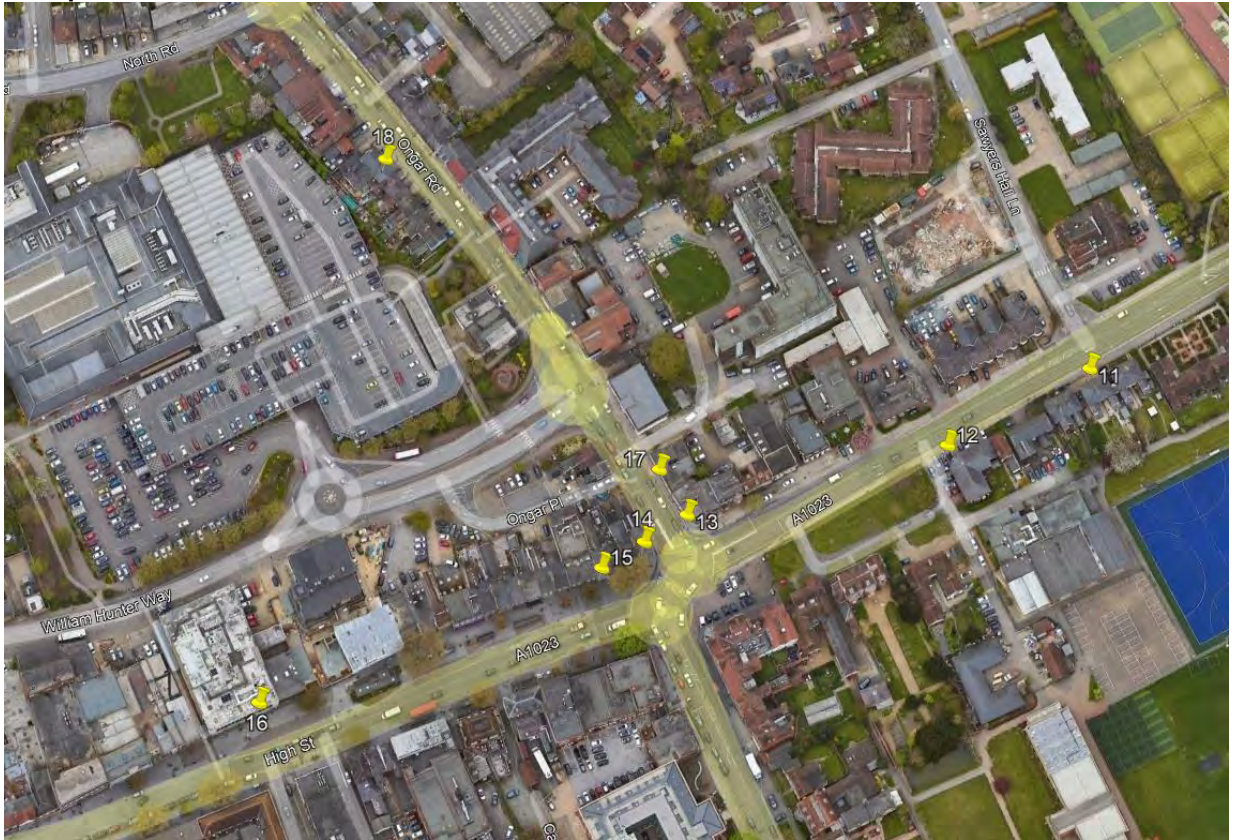 North Rd
18
Ongar Rd
Sawyers Hall Ln
11
12
17
13
A1023
Ongar Pl
14
15
William Hunter Way
A1023
16
High St